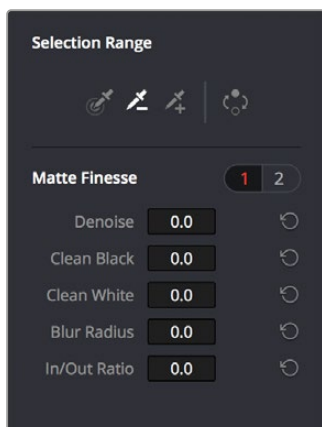 Selection Range
Matte Finesse 1 2
Denoise 0.0
Clean Black 0.0
Clean White 0.0
Blur Radius 0.0
In/Out Ratio 0.0